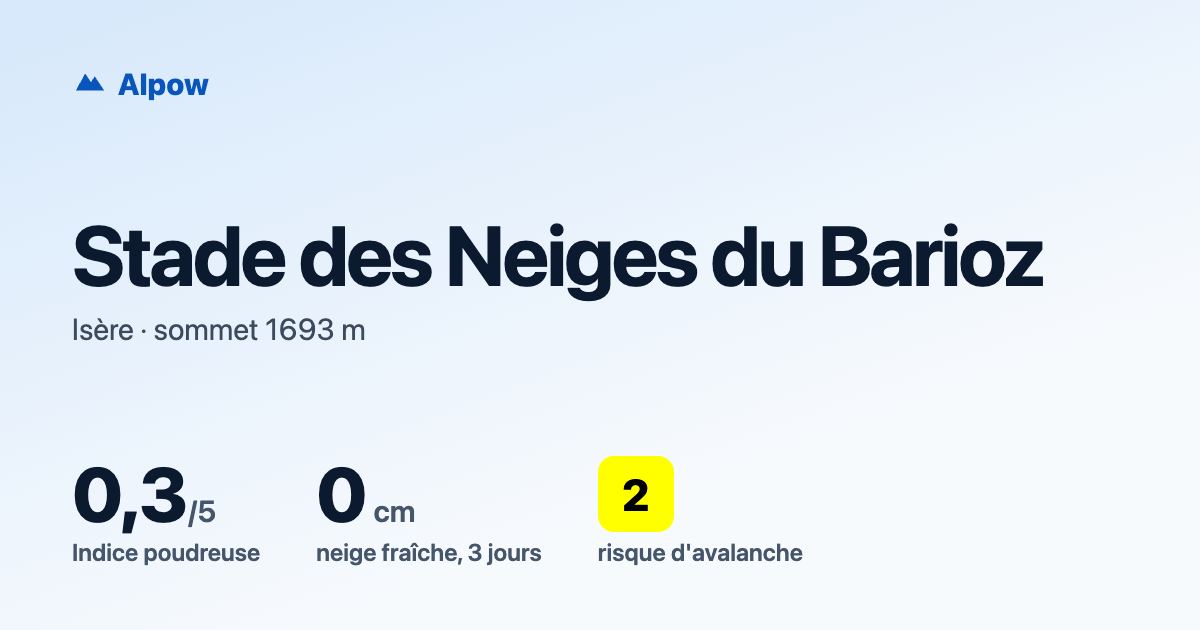 Alpow
Stade des Neiges du Barioz
Isère · sommet 1693 m
0,3/5
Indice poudreuse
0 cm
neige fraîche, 3 jours
2
risque d'avalanche